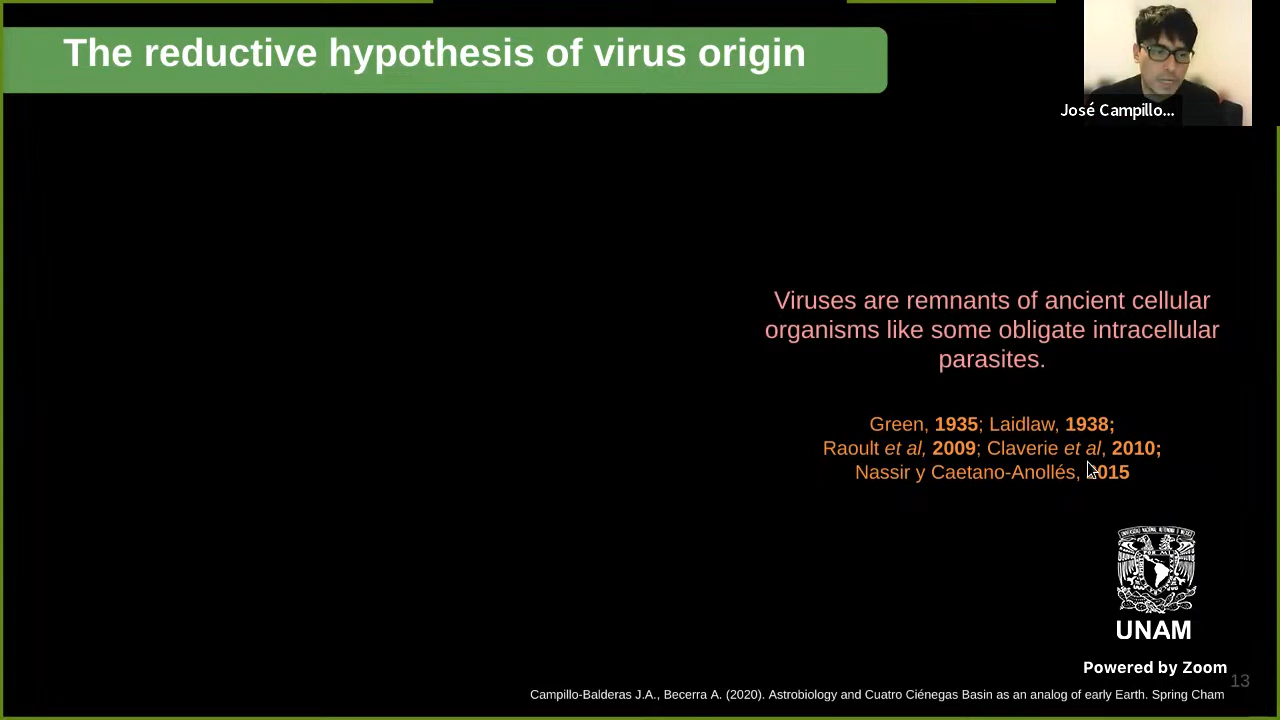 The reductive hypothesis of virus origin
José Campillo...
Viruses are remnants of ancient cellular
organisms like some obligate intracellular
parasites.
Green, 1935; Laidlaw, 1938;
Raoult et al, 2009; Claverie et al, 2010;
Nassir y Caetano-Anollés, 2015
UNAM
Powered by Zoom
13
Campillo-Balderas J.A., Becerra A. (2020). Astrobiology and Cuatro Ciénegas Basin as an analog of early Earth. Spring Cham